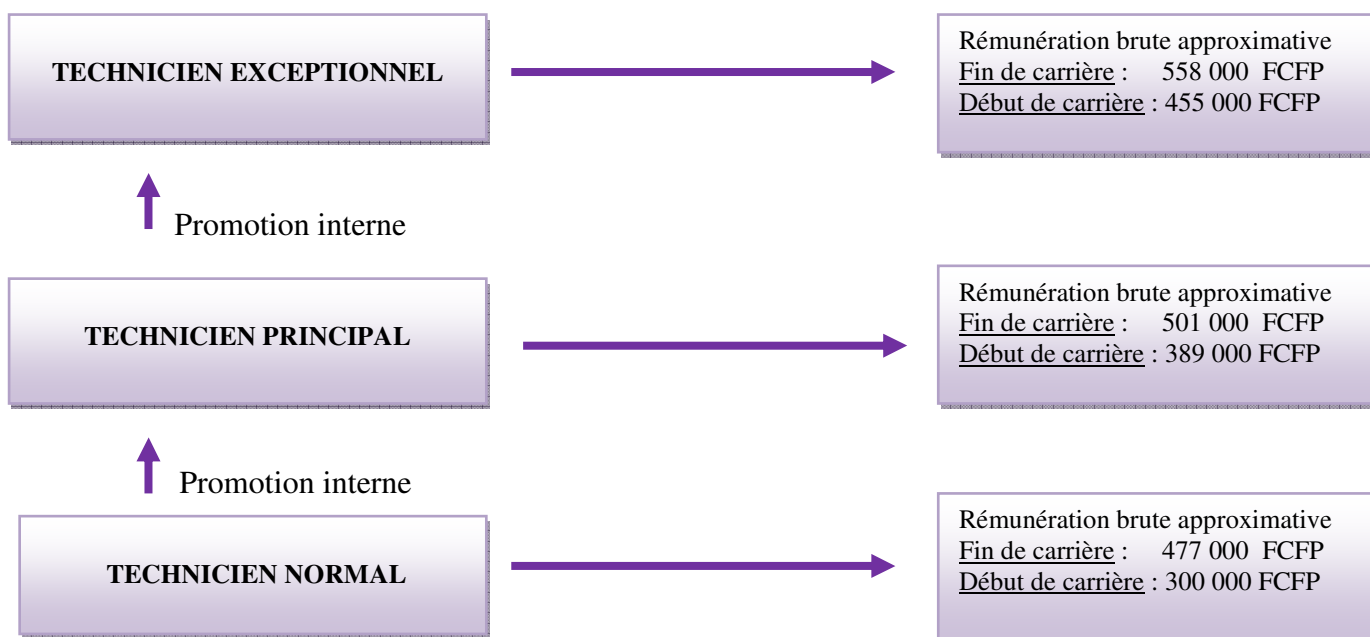 TECHNICIEN EXCEPTIONNEL
Rémunération brute approximative
Fin de carrière : 558 000 FCFP
Début de carrière : 455 000 FCFP
Promotion interne
TECHNICIEN PRINCIPAL
Rémunération brute approximative
Fin de carrière : 501 000 FCFP
Début de carrière : 389 000 FCFP
Promotion interne
TECHNICIEN NORMAL
Rémunération brute approximative
Fin de carrière : 477 000 FCFP
Début de carrière : 300 000 FCFP